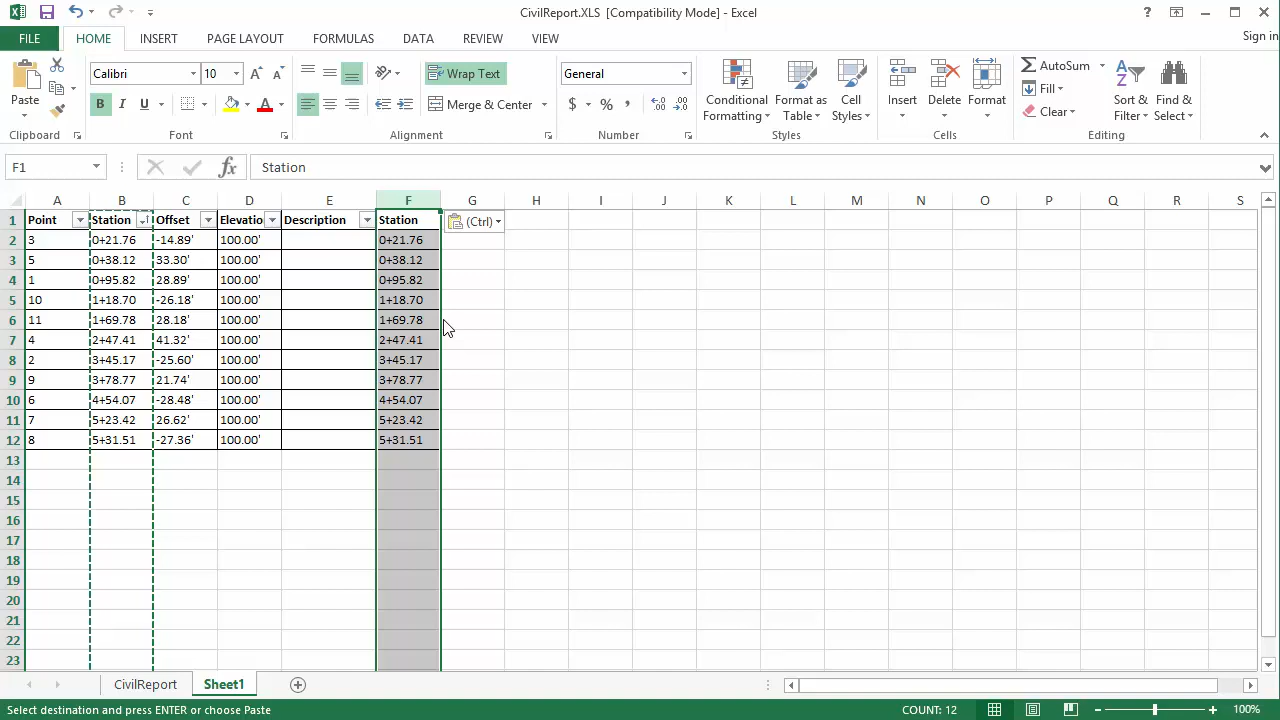 CivilReport.XLS [Compatibility Mode] - Excel
?
Sign in
FILE HOME INSERT PAGE LAYOUT FORMULAS DATA REVIEW VIEW
Paste
Calibri 10 A A
B I U A
Wrap Text
Merge & Center
General
$ % ,
Conditional Formatting
Format as Table
Cell Styles
Insert Delete Format
AutoSum
Fill
Clear
Sort & Filter
Find & Select
Clipboard Font Alignment Number Styles Cells Editing
F1 fx Station
A B C D E F G H I J K L M N O P Q R S
1 Point Station Offset Elevatio Description Station (Ctrl)
2 3 0+21.76 -14.89' 100.00' 0+21.76
3 5 0+38.12 33.30' 100.00' 0+38.12
4 1 0+95.82 28.89' 100.00' 0+95.82
5 10 1+18.70 -26.18' 100.00' 1+18.70
6 11 1+69.78 28.18' 100.00' 1+69.78
7 4 2+47.41 41.32' 100.00' 2+47.41
8 2 3+45.17 -25.60' 100.00' 3+45.17
9 9 3+78.77 21.74' 100.00' 3+78.77
10 6 4+54.07 -28.48' 100.00' 4+54.07
11 7 5+23.42 26.62' 100.00' 5+23.42
12 8 5+31.51 -27.36' 100.00' 5+31.51
13
14
15
16
17
18
19
20
21
22
23
CivilReport Sheet1
Select destination and press ENTER or choose Paste COUNT: 12 100%